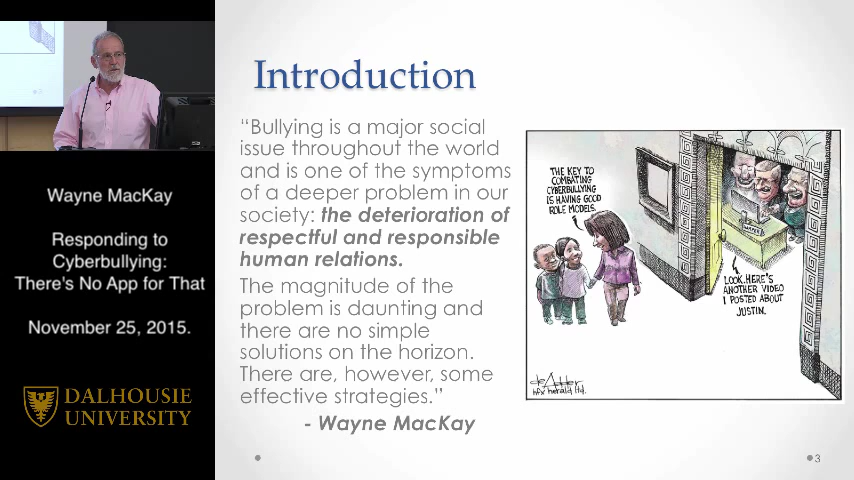 Wayne MacKay
Responding to
Cyberbullying:
There's No App for That
November 25, 2015.
DALHOUSIE
UNIVERSITY
Introduction
“Bullying is a major social
issue throughout the world
and is one of the symptoms
of a deeper problem in our
society: the deterioration of
respectful and responsible
human relations.
The magnitude of the
problem is daunting and
there are no simple
solutions on the horizon.
There are, however, some
effective strategies.”
- Wayne MacKay
THE KEY TO
COMBATING
CYBERBULLYING
IS HAVING GOOD
ROLE MODELS.
LOOK, HERE'S
ANOTHER VIDEO
I POSTED ABOUT
JUSTIN.
deAdder
hfx herald ltd.
3